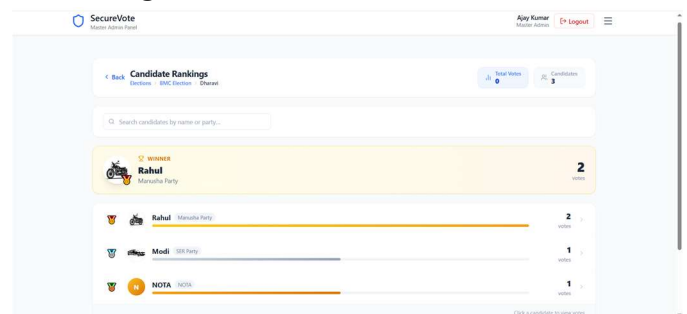 SecureVote
Master Admin Panel
Ajay Kumar
Master Admin
Logout
Back
Candidate Rankings
Elections BMC Election Dharavi
Total Votes
0
Candidates
3
Search candidates by name or party...
WINNER
Rahul
Manusha Party
2
votes
Rahul Manusha Party
2
votes
Modi SER Party
1
votes
N
NOTA NOTA
1
votes
Click a candidate to view votes